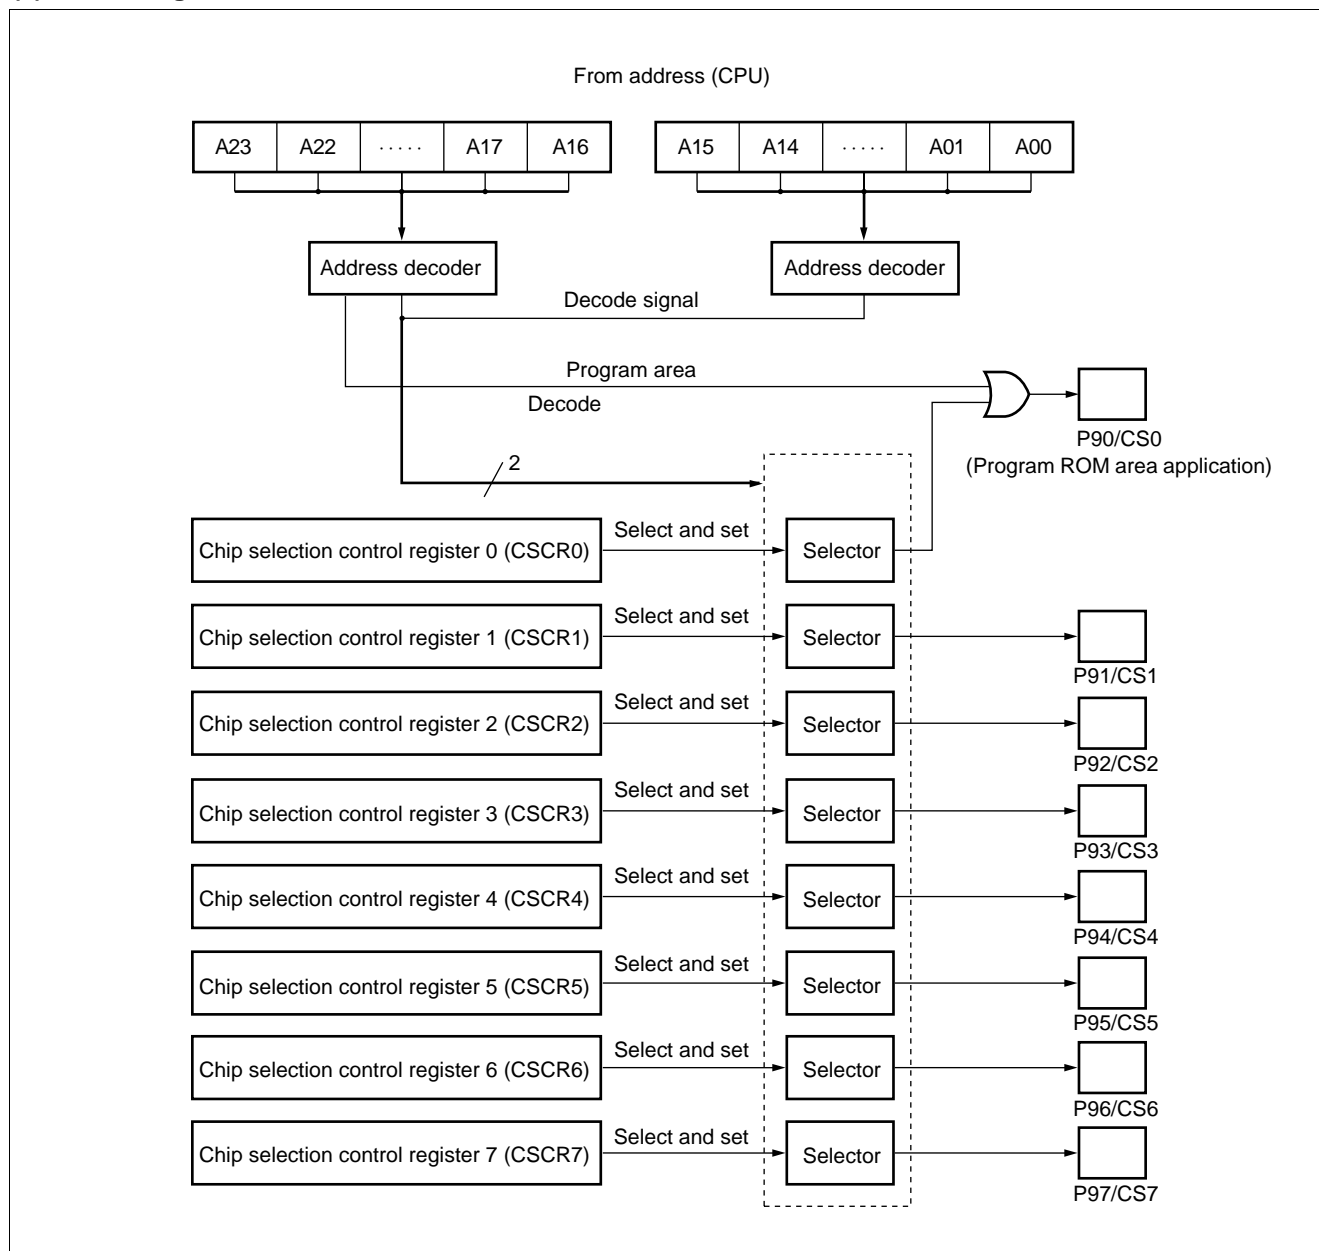 From address (CPU)
A23 A22 ····· A17 A16 A15 A14 ····· A01 A00
Address decoder Address decoder
Decode signal
Program area
Decode
P90/CS0
(Program ROM area application)
2
Chip selection control register 0 (CSCR0) Select and set Selector
Chip selection control register 1 (CSCR1) Select and set Selector
P91/CS1
Chip selection control register 2 (CSCR2) Select and set Selector
P92/CS2
Chip selection control register 3 (CSCR3) Select and set Selector
P93/CS3
Chip selection control register 4 (CSCR4) Select and set Selector
P94/CS4
Chip selection control register 5 (CSCR5) Select and set Selector
P95/CS5
Chip selection control register 6 (CSCR6) Select and set Selector
P96/CS6
Chip selection control register 7 (CSCR7) Select and set Selector
P97/CS7